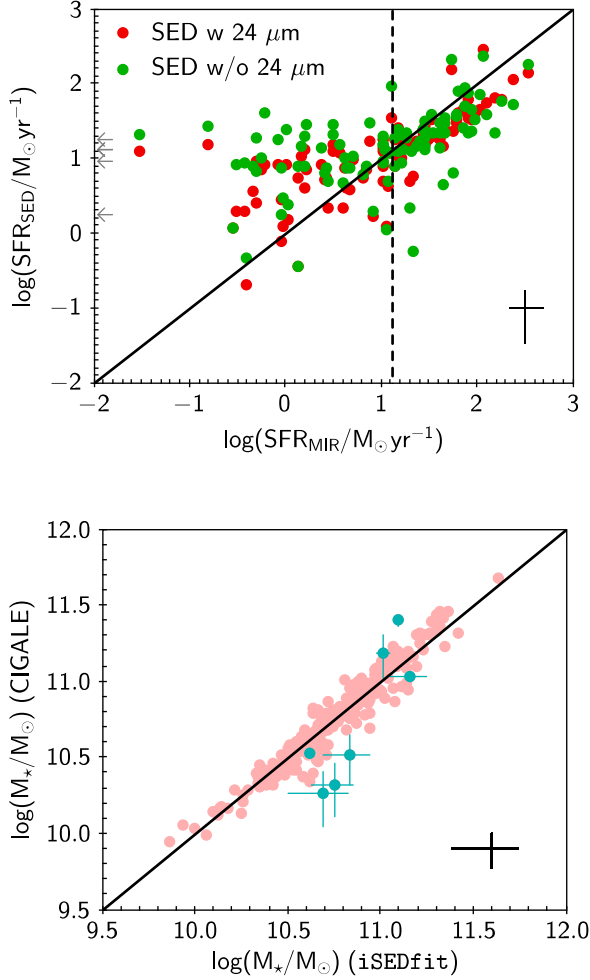 SED w 24 μm
SED w/o 24 μm
3
2
1
0
−1
−2
log(SFR_SED/M_⊙yr⁻¹)
−2 −1 0 1 2 3
log(SFR_MIR/M_⊙yr⁻¹)
12.0
11.5
11.0
10.5
10.0
9.5
log(M⋆/M_⊙) (CIGALE)
9.5 10.0 10.5 11.0 11.5 12.0
log(M⋆/M_⊙) (iSEDfit)